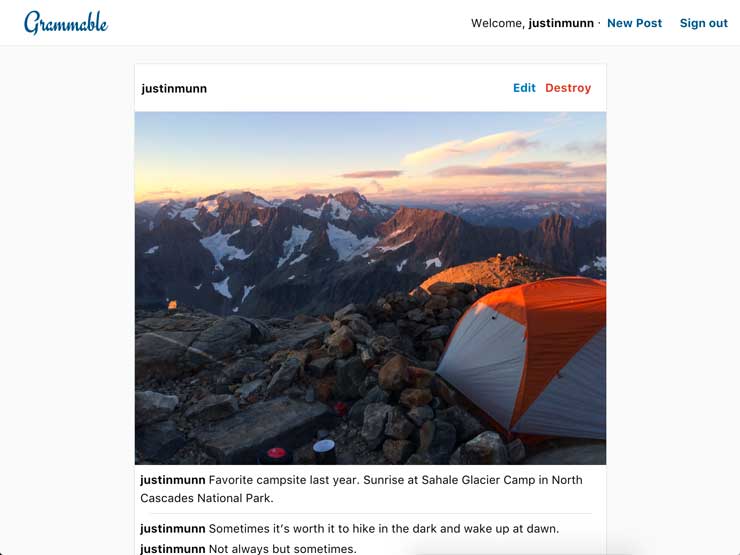 Grammable
Welcome, justinmunn · New Post Sign out
justinmunn Edit Destroy
justinmunn Favorite campsite last year. Sunrise at Sahale Glacier Camp in North
Cascades National Park.
justinmunn Sometimes it’s worth it to hike in the dark and wake up at dawn.
justinmunn Not always but sometimes.